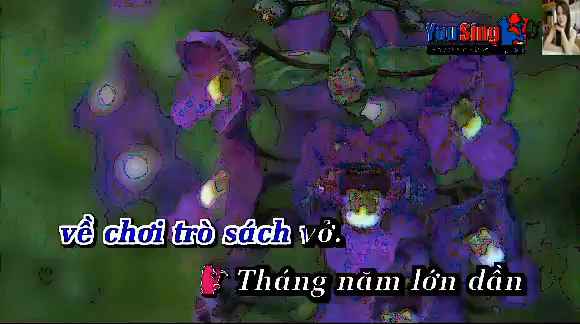 YouSing
về chơi trò sách vở.
Tháng năm lớn dần